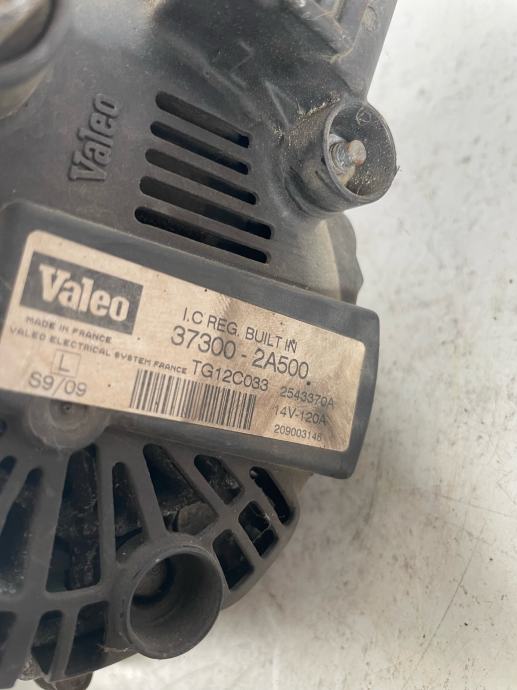 Valeo
Valeo
I.C REG. BUILT IN
37300-2A500
MADE IN FRANCE
VALEO ELECTRICAL SYSTEM FRANCE
TG12C033
2543370A
L
S9/09
14V-120A
209003148